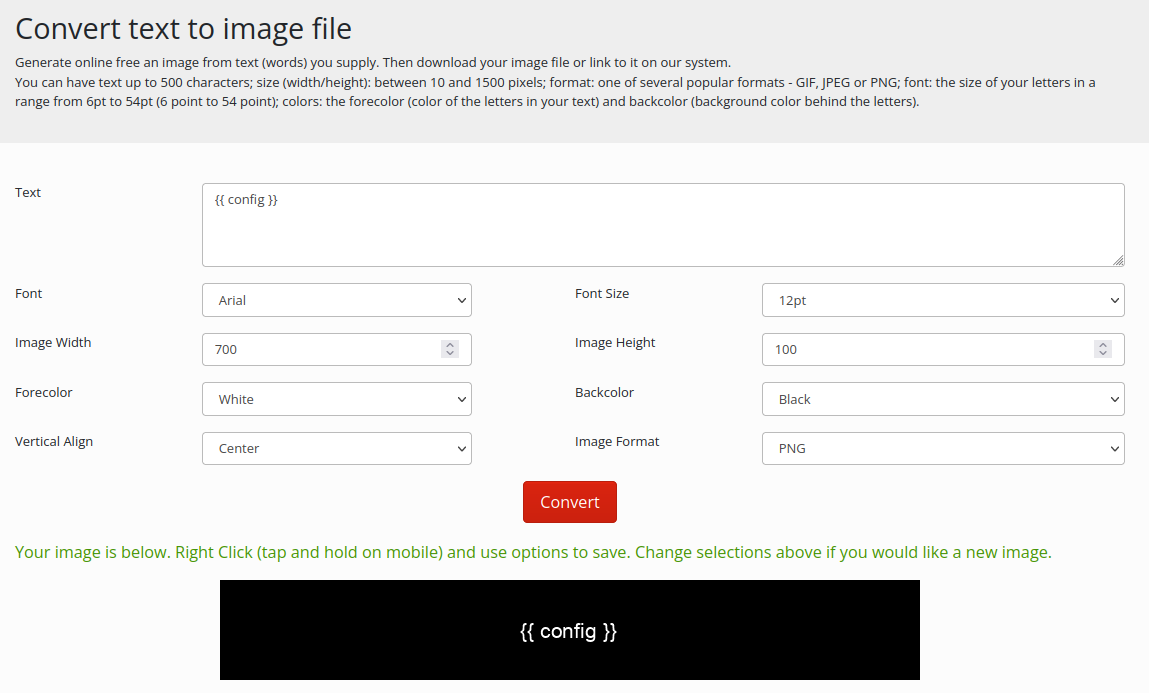 Convert text to image file
Generate online free an image from text (words) you supply. Then download your image file or link to it on our system.
You can have text up to 500 characters; size (width/height): between 10 and 1500 pixels; format: one of several popular formats - GIF, JPEG or PNG; font: the size of your letters in a
range from 6pt to 54pt (6 point to 54 point); colors: the forecolor (color of the letters in your text) and backcolor (background color behind the letters).
Text
{{ config }}
Font
Arial
Font Size
12pt
Image Width
700
Image Height
100
Forecolor
White
Backcolor
Black
Vertical Align
Center
Image Format
PNG
Convert
Your image is below. Right Click (tap and hold on mobile) and use options to save. Change selections above if you would like a new image.
{{ config }}